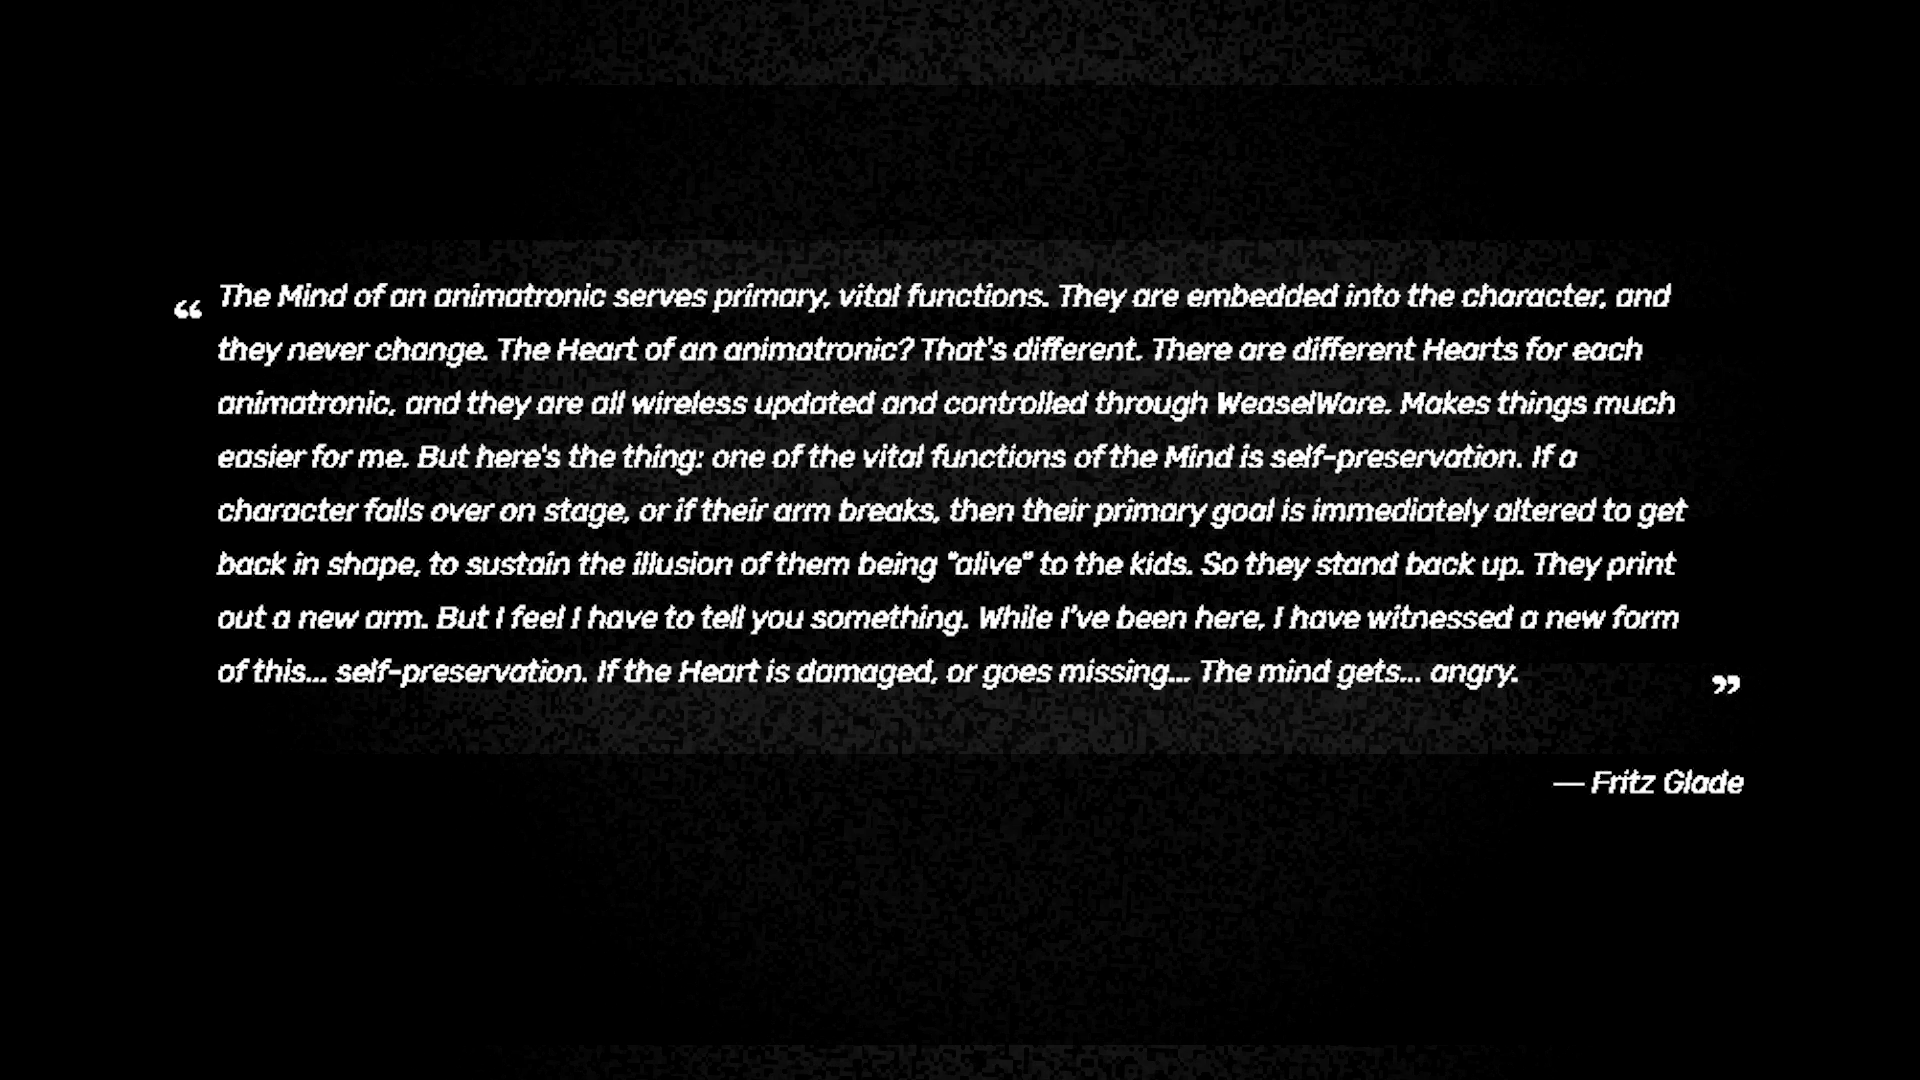 “ The Mind of an animatronic serves primary, vital functions. They are embedded into the character, and
they never change. The Heart of an animatronic? That's different. There are different Hearts for each
animatronic, and they are all wireless updated and controlled through WeaselWare. Makes things much
easier for me. But here's the thing: one of the vital functions of the Mind is self-preservation. If a
character falls over on stage, or if their arm breaks, then their primary goal is immediately altered to get
back in shape, to sustain the illusion of them being "alive" to the kids. So they stand back up. They print
out a new arm. But I feel I have to tell you something. While I've been here, I have witnessed a new form
of this... self-preservation. If the Heart is damaged, or goes missing... The mind gets... angry. ”
— Fritz Glade